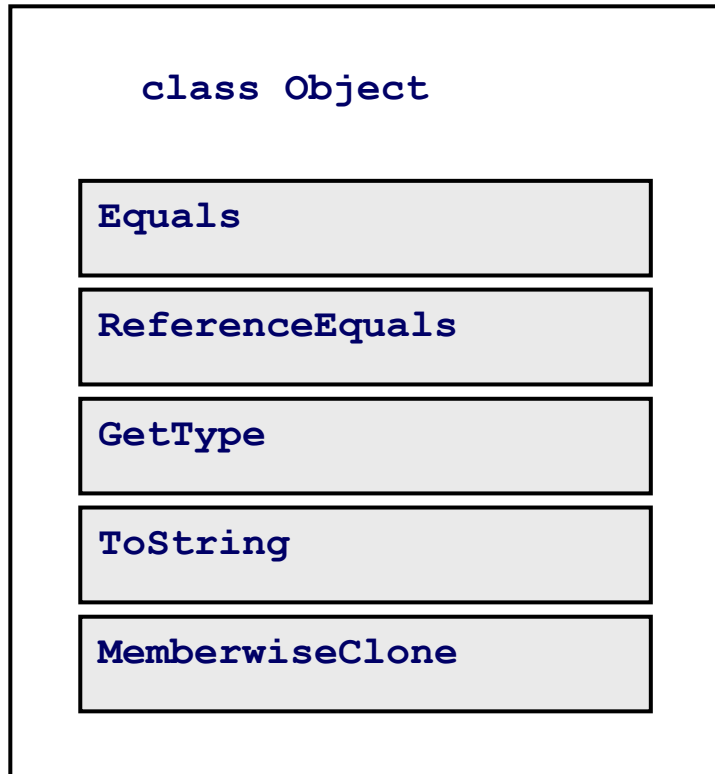 class Object
Equals
ReferenceEquals
GetType
ToString
MemberwiseClone